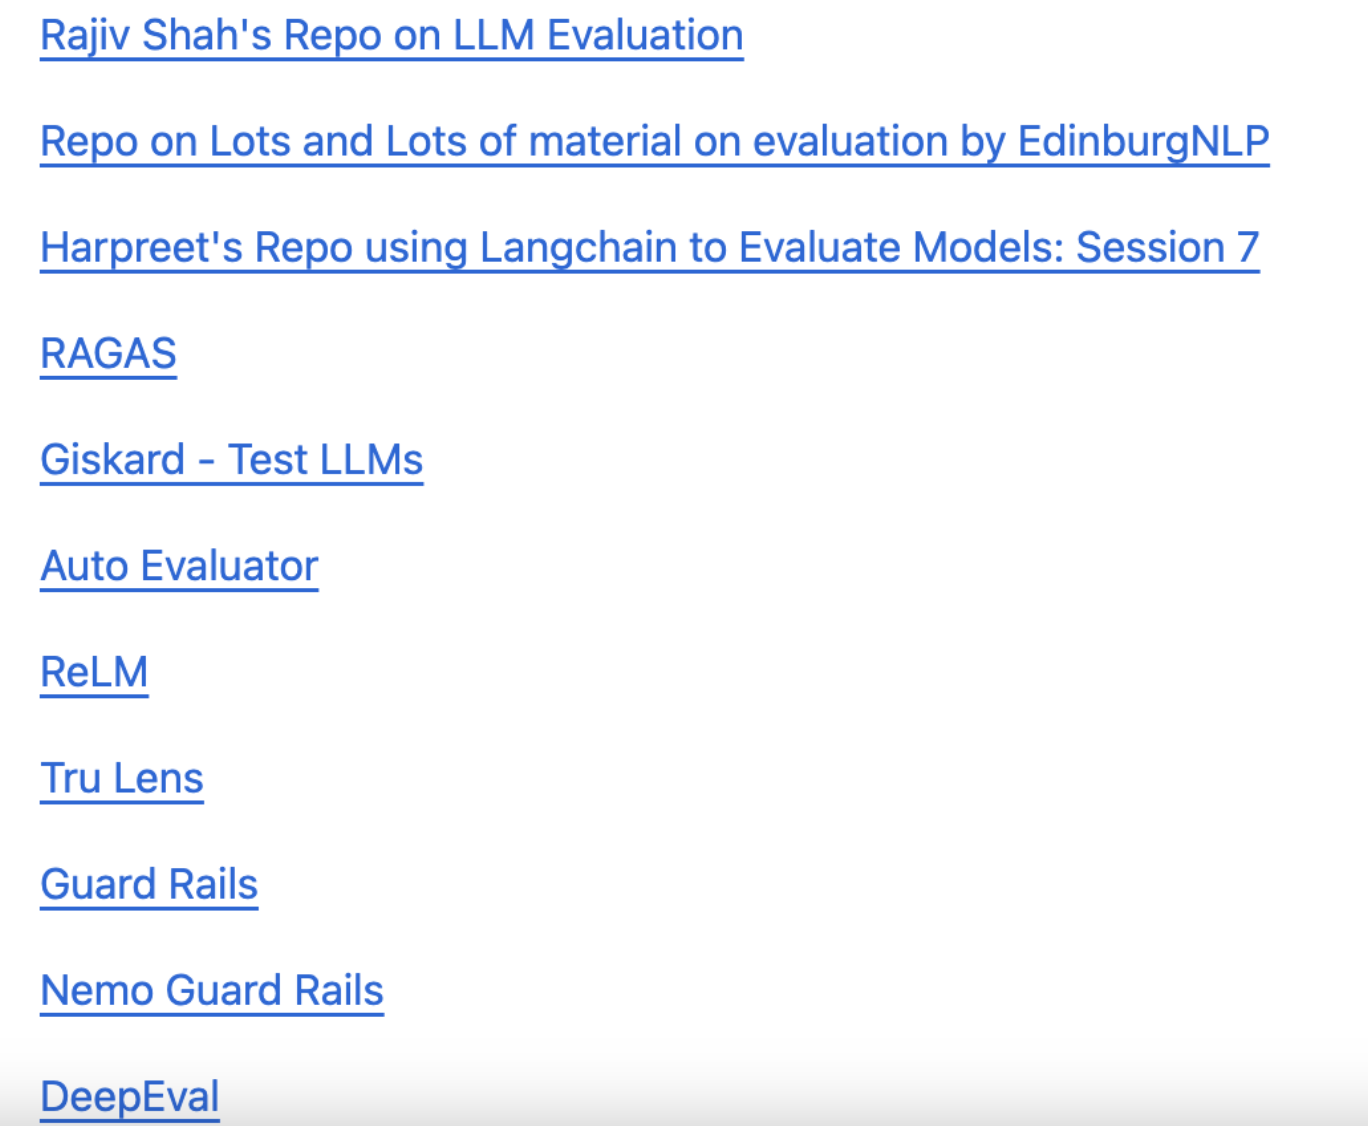 Rajiv Shah's Repo on LLM Evaluation
Repo on Lots and Lots of material on evaluation by EdinburgNLP
Harpreet's Repo using Langchain to Evaluate Models: Session 7
RAGAS
Giskard - Test LLMs
Auto Evaluator
ReLM
Tru Lens
Guard Rails
Nemo Guard Rails
DeepEval